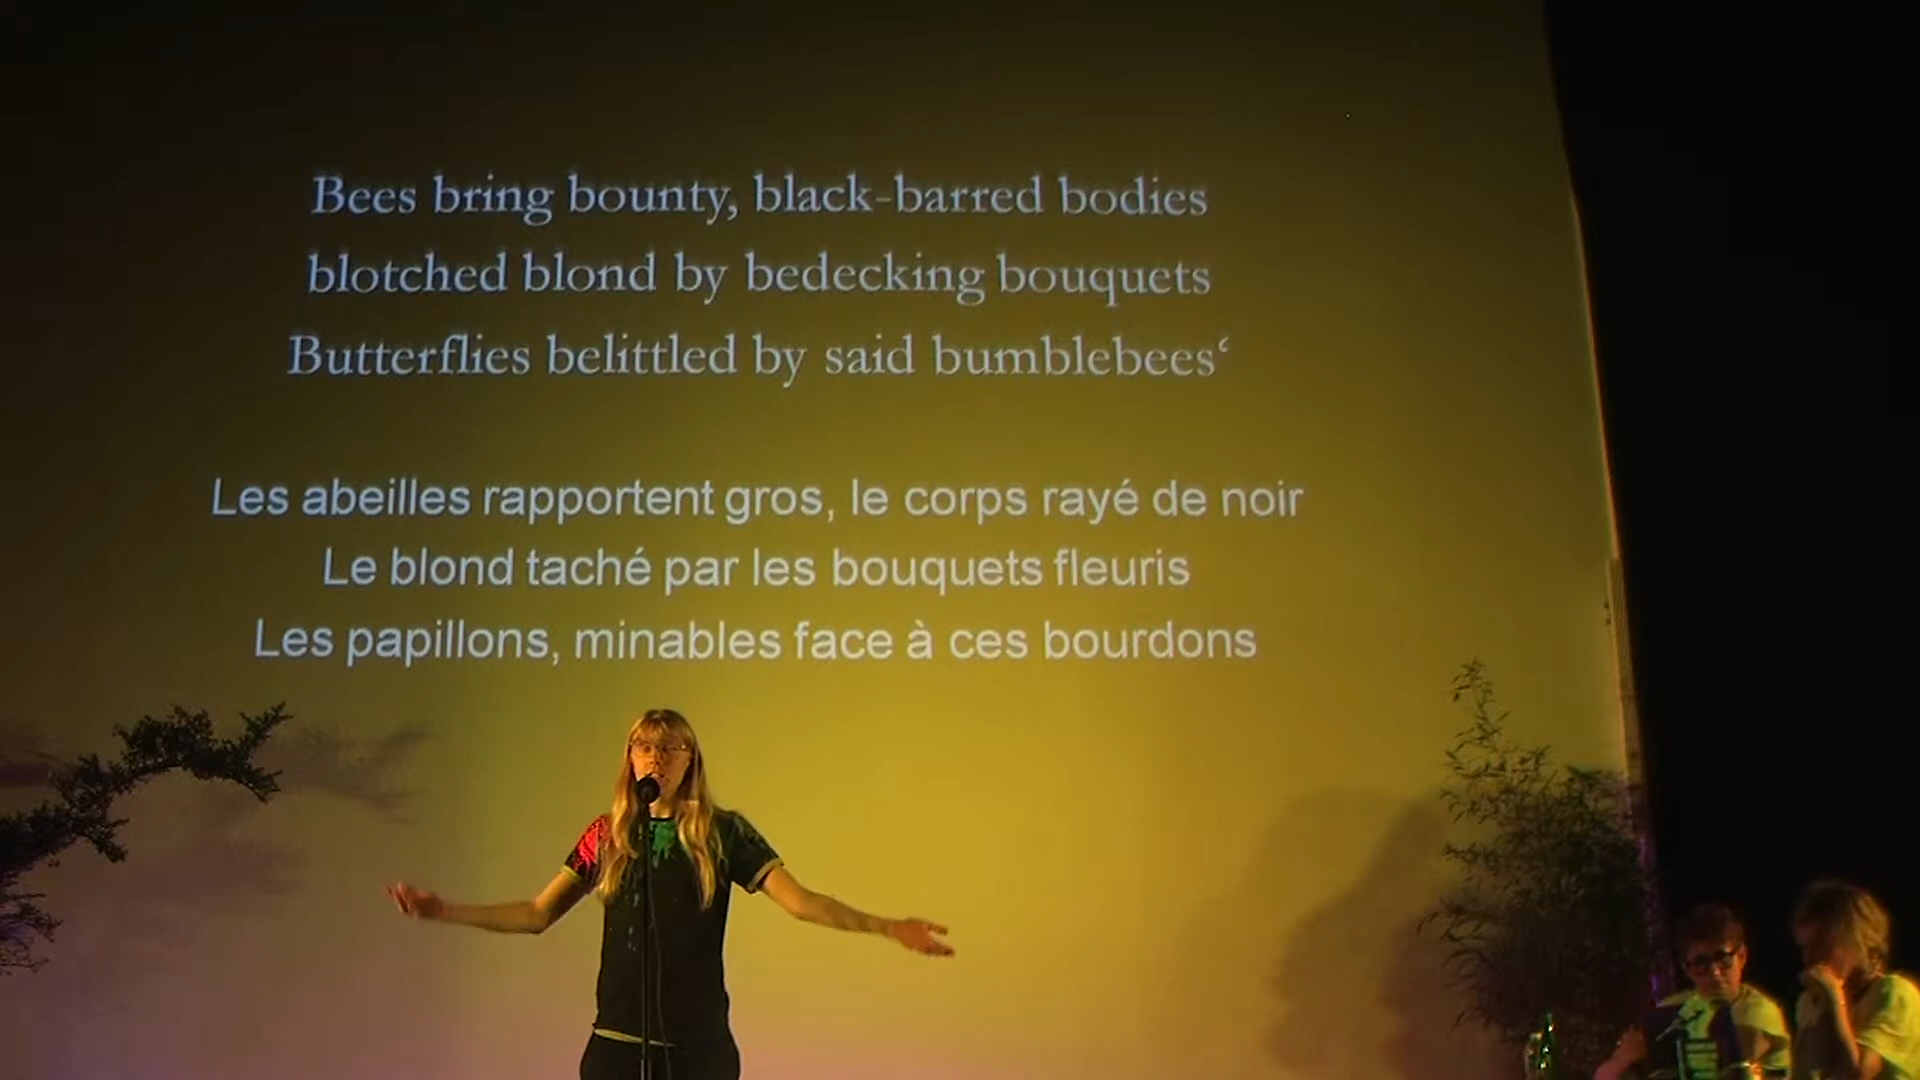 Bees bring bounty, black-barred bodies
blotched blond by bedecking bouquets
Butterflies belittled by said bumblebees‘
Les abeilles rapportent gros, le corps rayé de noir
Le blond taché par les bouquets fleuris
Les papillons, minables face à ces bourdons